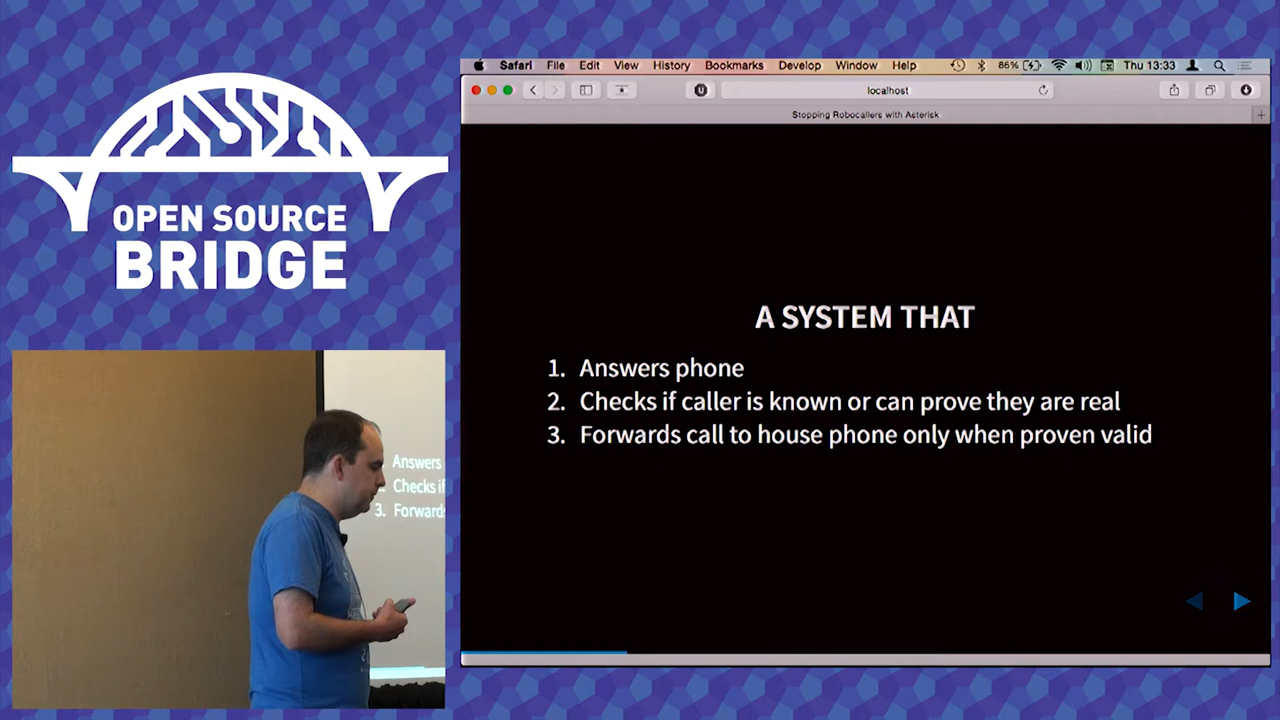 OPEN SOURCE
BRIDGE
Safari File Edit View History Bookmarks Develop Window Help 86% Thu 13:33
localhost
Stopping Robocallers with Asterisk
A SYSTEM THAT
1. Answers phone
2. Checks if caller is known or can prove they are real
3. Forwards call to house phone only when proven valid
Answers
Checks if
3. Forwards